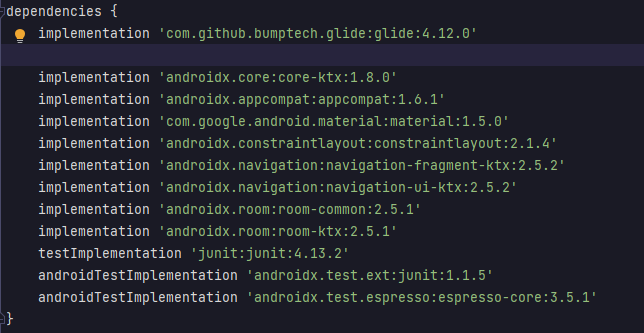 dependencies {
implementation 'com.github.bumptech.glide:glide:4.12.0'
implementation 'androidx.core:core-ktx:1.8.0'
implementation 'androidx.appcompat:appcompat:1.6.1'
implementation 'com.google.android.material:material:1.5.0'
implementation 'androidx.constraintlayout:constraintlayout:2.1.4'
implementation 'androidx.navigation:navigation-fragment-ktx:2.5.2'
implementation 'androidx.navigation:navigation-ui-ktx:2.5.2'
implementation 'androidx.room:room-common:2.5.1'
implementation 'androidx.room:room-ktx:2.5.1'
testImplementation 'junit:junit:4.13.2'
androidTestImplementation 'androidx.test.ext:junit:1.1.5'
androidTestImplementation 'androidx.test.espresso:espresso-core:3.5.1'
}